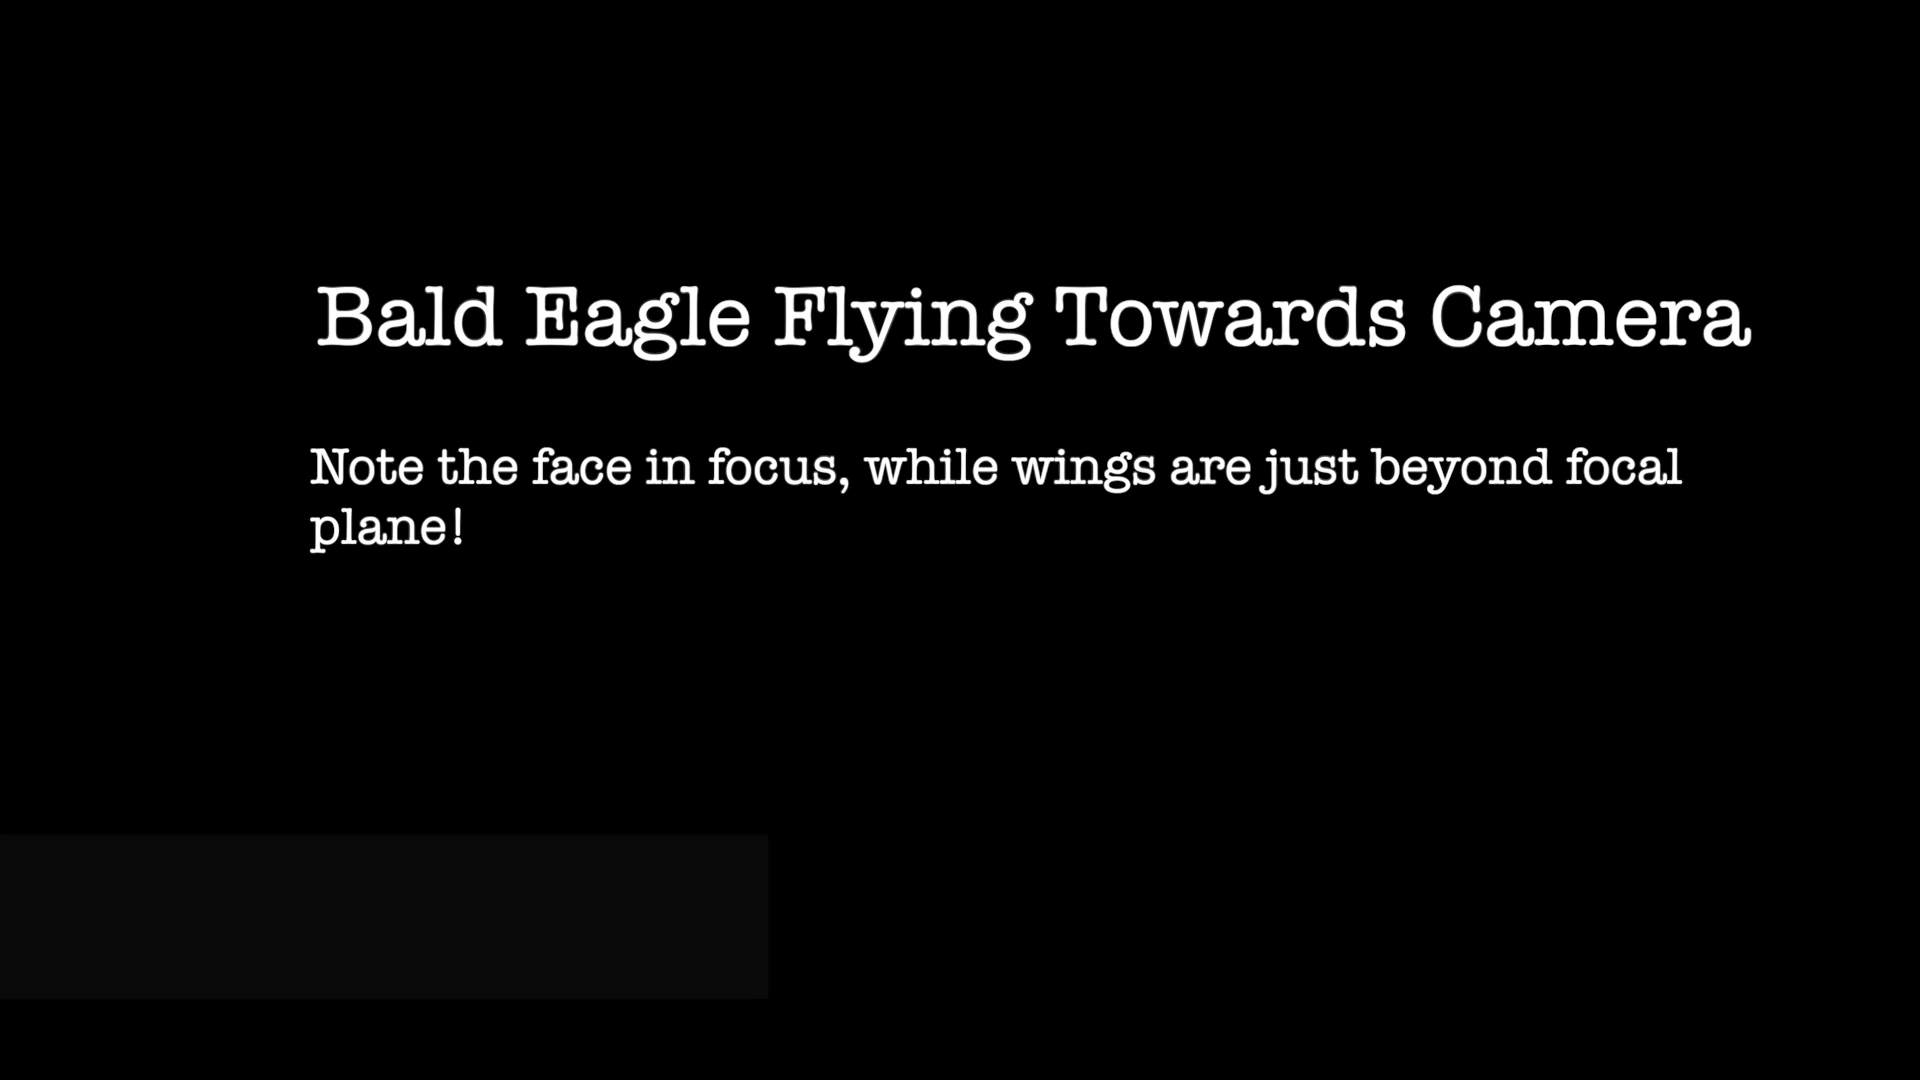 Bald Eagle Flying Towards Camera
Note the face in focus, while wings are just beyond focal
plane!